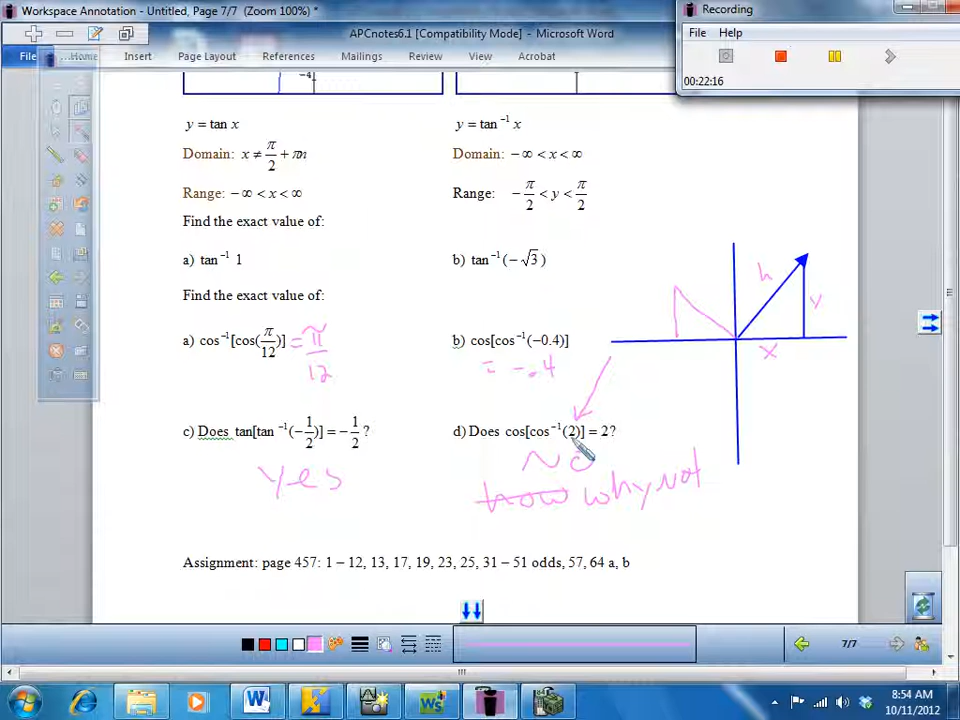 Workspace Annotation - Untitled, Page 7/7 (Zoom 100%) *
Recording
File Help
00:22:16
APCnotes6.1 [Compatibility Mode] - Microsoft Word
File Home Insert Page Layout References Mailings Review View Acrobat
-4
y = tan x
y = tan⁻¹ x
Domain: x ≠ π/2 + πn
Domain: -∞ < x < ∞
Range: -∞ < x < ∞
Range: -π/2 < y < π/2
Find the exact value of:
a) tan⁻¹ 1
b) tan⁻¹(-√3)
Find the exact value of:
a) cos⁻¹[cos(π/12)] = π/12
b) cos[cos⁻¹(-0.4)]
= -.4
h
y
x
c) Does tan[tan⁻¹(-1/2)] = -1/2 ?
d) Does cos[cos⁻¹(2)] = 2?
yes
No
how why not
Assignment: page 457: 1 – 12, 13, 17, 19, 23, 25, 31 – 51 odds, 57, 64 a, b
7/7
8:54 AM
10/11/2012